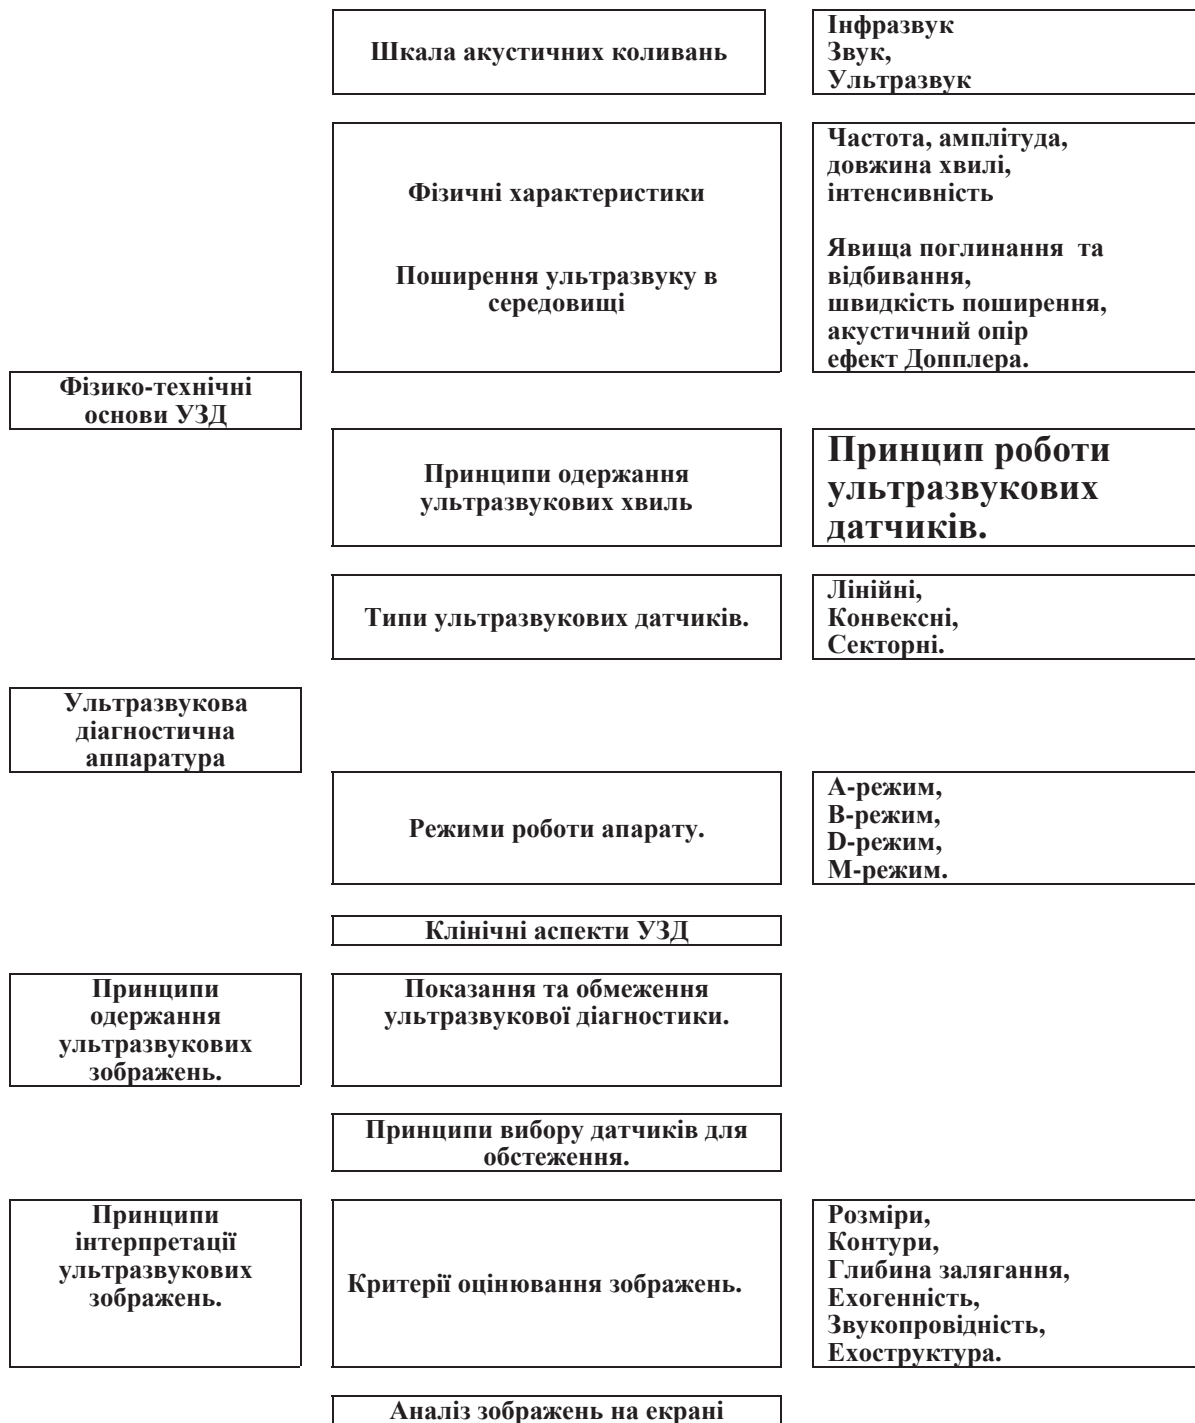 Шкала акустичних коливань
Інфразвук
Звук,
Ультразвук
Фізичні характеристики
Поширення ультразвуку в
середовищі
Частота, амплітуда,
довжина хвилі,
інтенсивність
Явища поглинання та
відбивання,
швидкість поширення,
акустичний опір
ефект Допплера.
Фізико-технічні
основи УЗД
Принципи одержання
ультразвукових хвиль
Принцип роботи
ультразвукових
датчиків.
Типи ультразвукових датчиків.
Лінійні,
Конвексні,
Секторні.
Ультразвукова
діагностична
аппаратура
Режими роботи апарату.
А-режим,
В-режим,
D-режим,
М-режим.
Клінічні аспекти УЗД
Принципи
одержання
ультразвукових
зображень.
Показання та обмеження
ультразвукової діагностики.
Принципи вибору датчиків для
обстеження.
Принципи
інтерпретації
ультразвукових
зображень.
Критерії оцінювання зображень.
Розміри,
Контури,
Глибина залягання,
Ехогенність,
Звукопровідність,
Ехоструктура.
Аналіз зображень на екрані